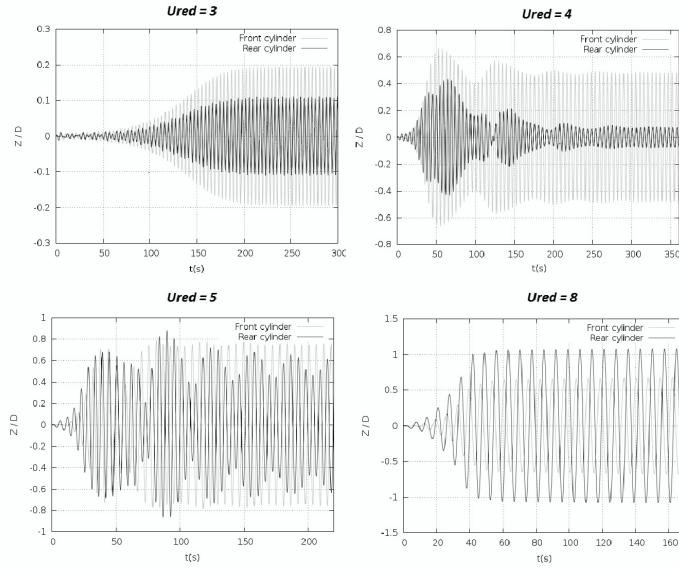 Ured = 3
Front cylinder
Rear cylinder
0.3
0.2
0.1
0
-0.1
-0.2
-0.3
Z / D
0 50 100 150 200 250 300
t(s)
Ured = 4
Front cylinder
Rear cylinder
0.8
0.6
0.4
0.2
0
-0.2
-0.4
-0.6
-0.8
Z / D
0 50 100 150 200 250 300 350
t(s)
Ured = 5
Front cylinder
Rear cylinder
1
0.8
0.6
0.4
0.2
0
-0.2
-0.4
-0.6
-0.8
-1
Z / D
0 50 100 150 200
t(s)
Ured = 8
Front cylinder
Rear cylinder
1.5
1
0.5
0
-0.5
-1
-1.5
Z / D
0 20 40 60 80 100 120 140 160
t(s)